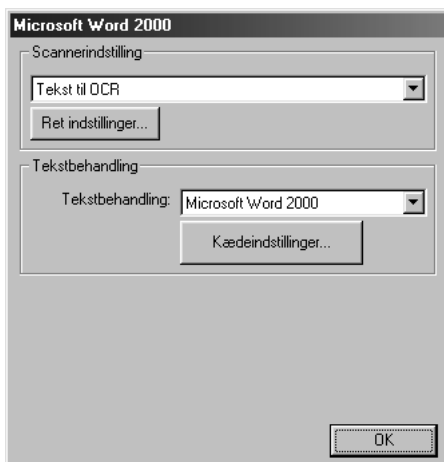 Microsoft Word 2000
Scannerindstilling
Tekst til OCR
Ret indstillinger...
Tekstbehandling
Tekstbehandling: Microsoft Word 2000
Kædeindstillinger...
OK